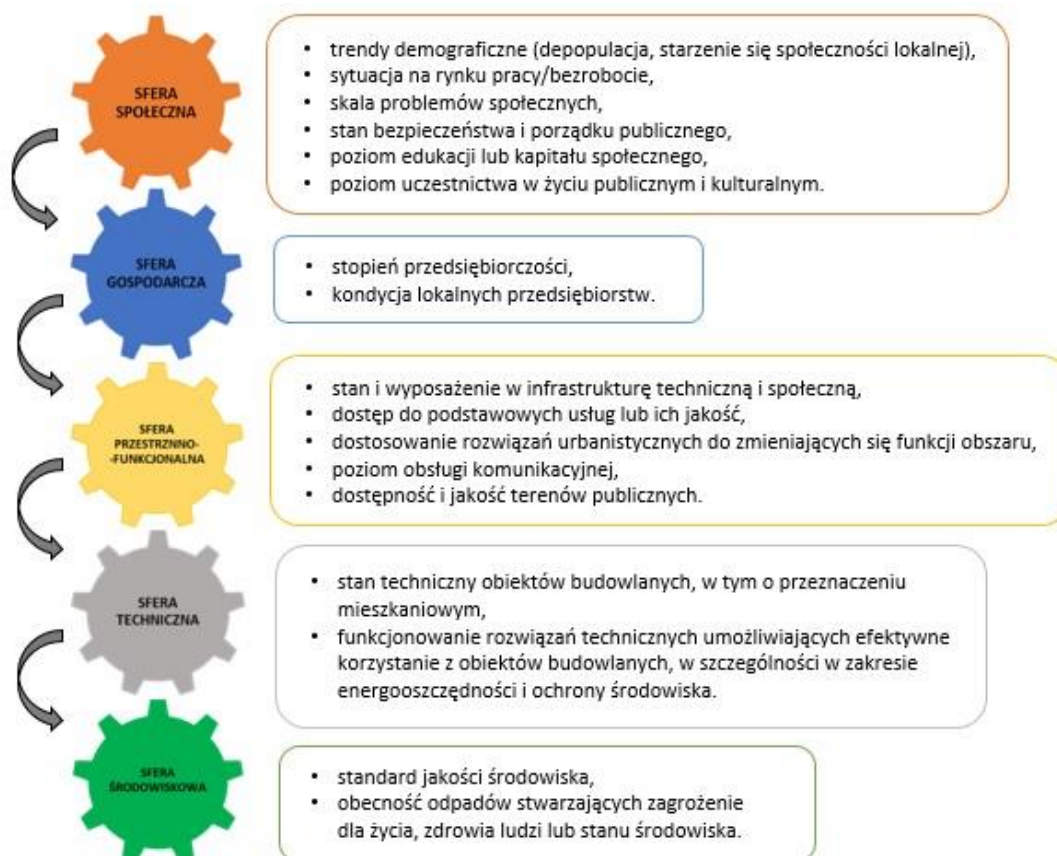 SFERA
SPOŁECZNA
• trendy demograficzne (depopulacja, starzenie się społeczności lokalnej),
• sytuacja na rynku pracy/bezrobocie,
• skala problemów społecznych,
• stan bezpieczeństwa i porządku publicznego,
• poziom edukacji lub kapitału społecznego,
• poziom uczestnictwa w życiu publicznym i kulturalnym.
SFERA
GOSPODARCZA
• stopień przedsiębiorczości,
• kondycja lokalnych przedsiębiorstw.
SFERA
PRZESTRZNNO-
-FUNKCJONALNA
• stan i wyposażenie w infrastrukturę techniczną i społeczną,
• dostęp do podstawowych usług lub ich jakość,
• dostosowanie rozwiązań urbanistycznych do zmieniających się funkcji obszaru,
• poziom obsługi komunikacyjnej,
• dostępność i jakość terenów publicznych.
SFERA
TECHNICZNA
• stan techniczny obiektów budowlanych, w tym o przeznaczeniu
mieszkaniowym,
• funkcjonowanie rozwiązań technicznych umożliwiających efektywne
korzystanie z obiektów budowlanych, w szczególności w zakresie
energooszczędności i ochrony środowiska.
SFERA
ŚRODOWISKOWA
• standard jakości środowiska,
• obecność odpadów stwarzających zagrożenie
dla życia, zdrowia ludzi lub stanu środowiska.